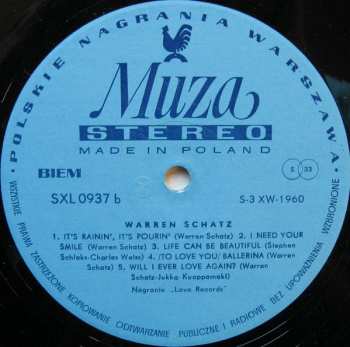 • POLSKIE NAGRANIA WARSZAWA •
Muza
STEREO
MADE IN POLAND
BIEM
S 33
SXL 0937 b
S-3 XW-1960
WARREN SCHATZ
1. IT'S RAININ', IT'S POURIN' (Warren Schatz) 2. I NEED YOUR
SMILE (Warren Schatz) 3. LIFE CAN BE BEAUTIFUL (Stephen
Schlaks-Charles Weiss) 4. /TO LOVE YOU/ BALLERINA (Warren
Schatz) 5. WILL I EVER LOVE AGAIN? (Warren
Schatz-Jukka-Kuoppamäki)
Nagranie „Love Records"
WSZYSTKIE PRAWA ZASTRZEŻONE KOPIOWANIE ODTWARZANIE PUBLICZNE I RADIOWE BEZ UPOWAŻNIENIA WZBRONIONE